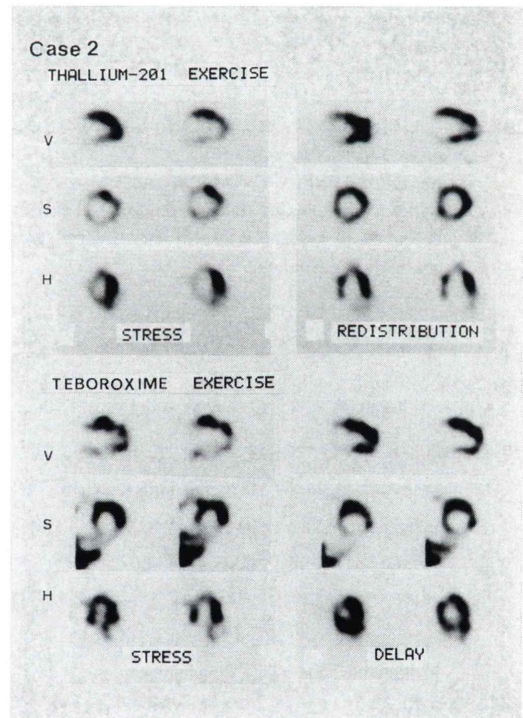 Case 2
THALLIUM-201 EXERCISE
V
S
H
STRESS REDISTRIBUTION
TEBOROXIME EXERCISE
V
S
H
STRESS DELAY